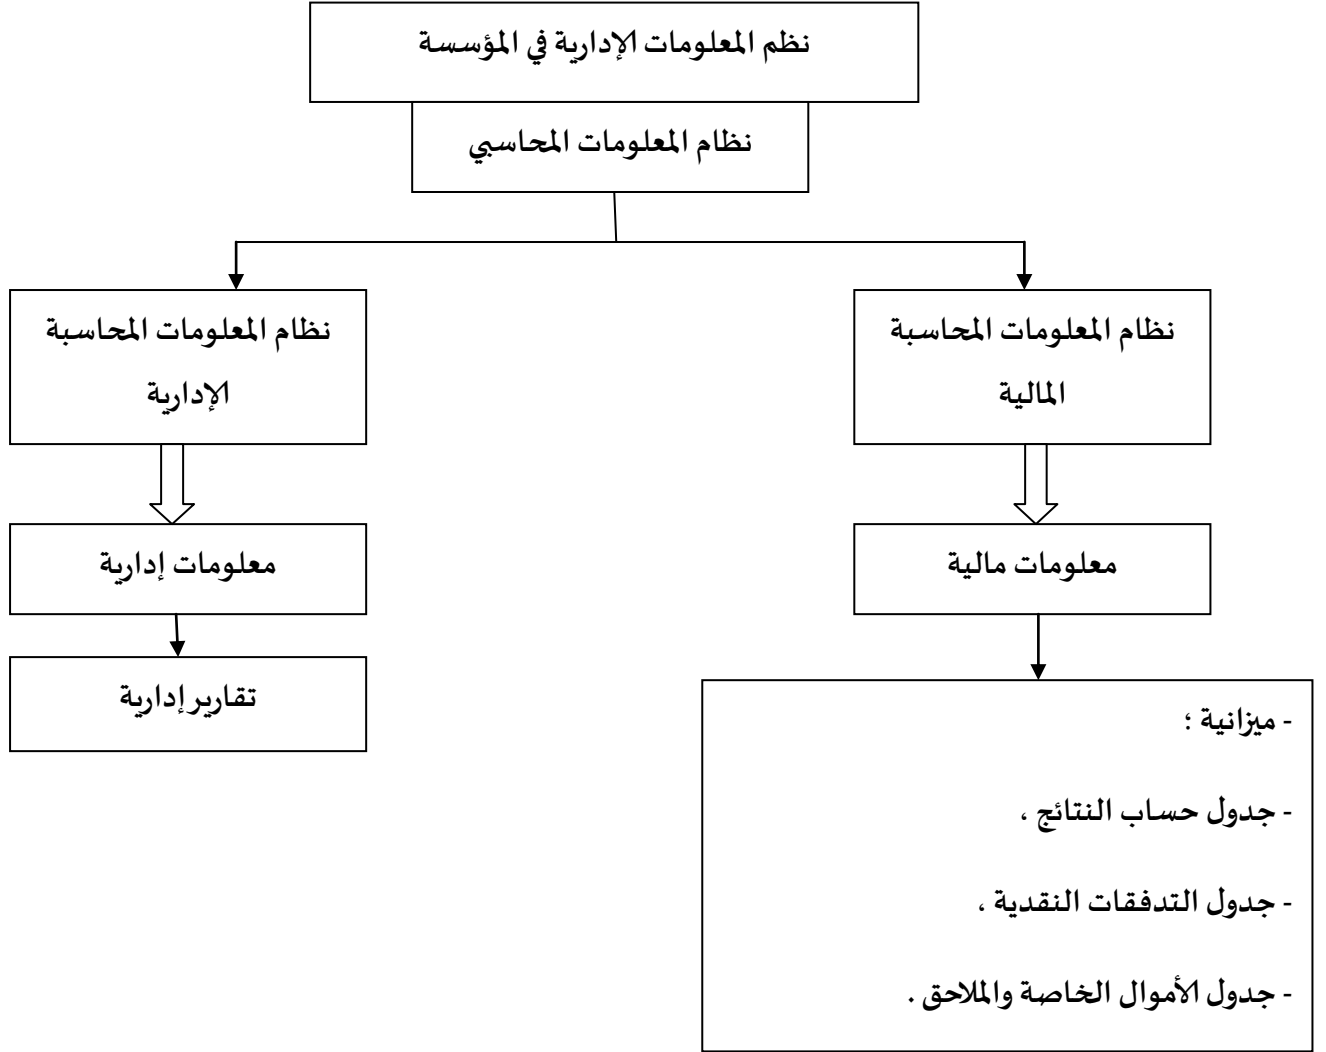 نظم المعلومات الإدارية في المؤسسة
نظام المعلومات المحاسبي
نظام المعلومات المحاسبة
المالية
نظام المعلومات المحاسبة
الإدارية
معلومات مالية
معلومات إدارية
تقارير إدارية
- ميزانية ؛
- جدول حساب النتائج ،
- جدول التدفقات النقدية ،
- جدول الأموال الخاصة والملاحق .